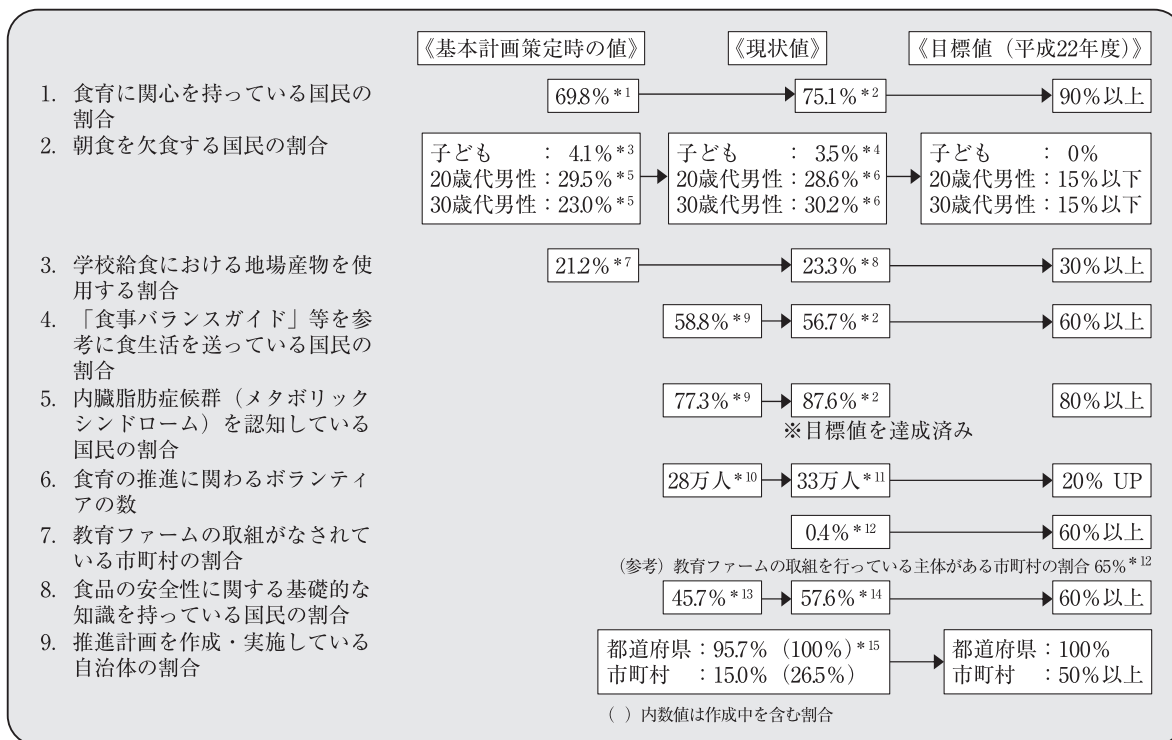 《基本計画策定時の値》 《現状値》 《目標値（平成22年度）》
1. 食育に関心を持っている国民の
割合
69.8%＊1 75.1%＊2 90%以上
2. 朝食を欠食する国民の割合
子ども ： 4.1%＊3
20歳代男性：29.5%＊5
30歳代男性：23.0%＊5
子ども ： 3.5%＊4
20歳代男性：28.6%＊6
30歳代男性：30.2%＊6
子ども ： 0%
20歳代男性：15%以下
30歳代男性：15%以下
3. 学校給食における地場産物を使
用する割合
21.2%＊7 23.3%＊8 30%以上
4. 「食事バランスガイド」等を参
考に食生活を送っている国民の
割合
58.8%＊9 56.7%＊2 60%以上
5. 内臓脂肪症候群（メタボリック
シンドローム）を認知している
国民の割合
77.3%＊9 87.6%＊2 80%以上
※目標値を達成済み
6. 食育の推進に関わるボランティ
アの数
28万人＊10 33万人＊11 20% UP
7. 教育ファームの取組がなされて
いる市町村の割合
0.4%＊12 60%以上
（参考）教育ファームの取組を行っている主体がある市町村の割合 65%＊12
8. 食品の安全性に関する基礎的な
知識を持っている国民の割合
45.7%＊13 57.6%＊14 60%以上
9. 推進計画を作成・実施している
自治体の割合
都道府県：95.7%（100%）＊15
市町村 ：15.0%（26.5%）
都道府県：100%
市町村 ：50%以上
（ ）内数値は作成中を含む割合